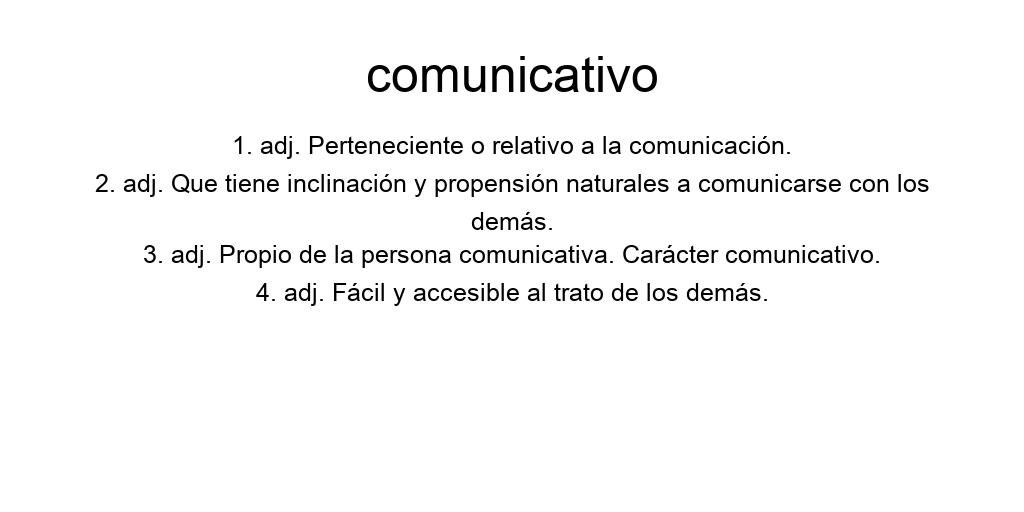 comunicativo
1. adj. Perteneciente o relativo a la comunicación.
2. adj. Que tiene inclinación y propensión naturales a comunicarse con los
demás.
3. adj. Propio de la persona comunicativa. Carácter comunicativo.
4. adj. Fácil y accesible al trato de los demás.